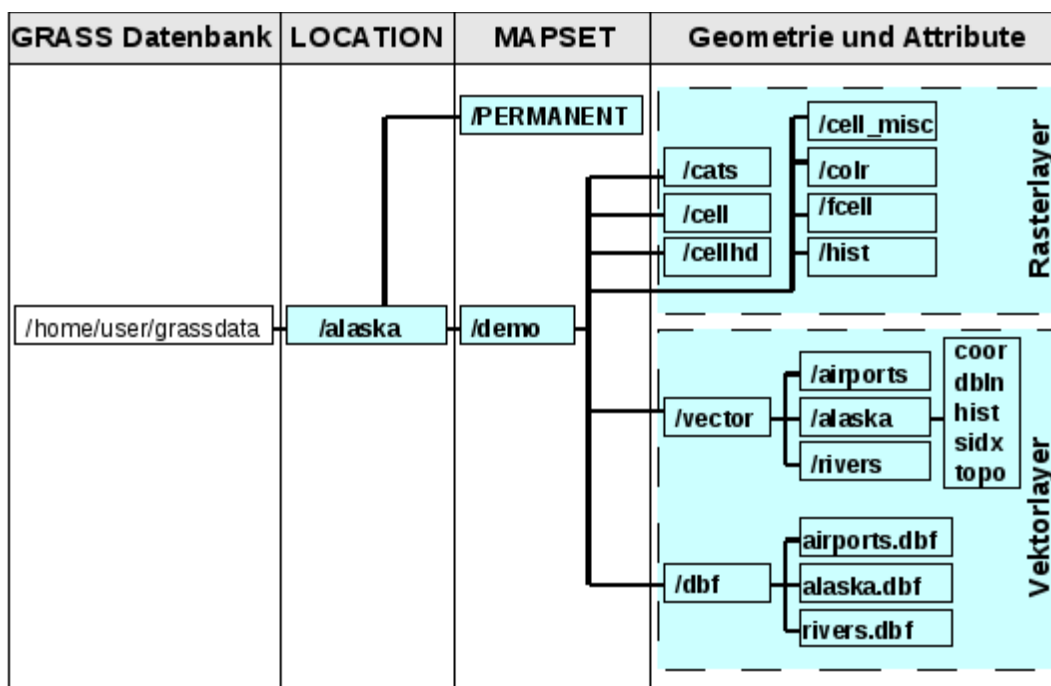 GRASS Datenbank
LOCATION
MAPSET
Geometrie und Attribute
/home/user/grassdata
/alaska
/PERMANENT
/demo
/cats
/cell
/cellhd
/cell_misc
/colr
/fcell
/hist
Rasterlayer
/vector
/airports
/alaska
/rivers
coor
dbln
hist
sidx
topo
/dbf
airports.dbf
alaska.dbf
rivers.dbf
Vektorlayer